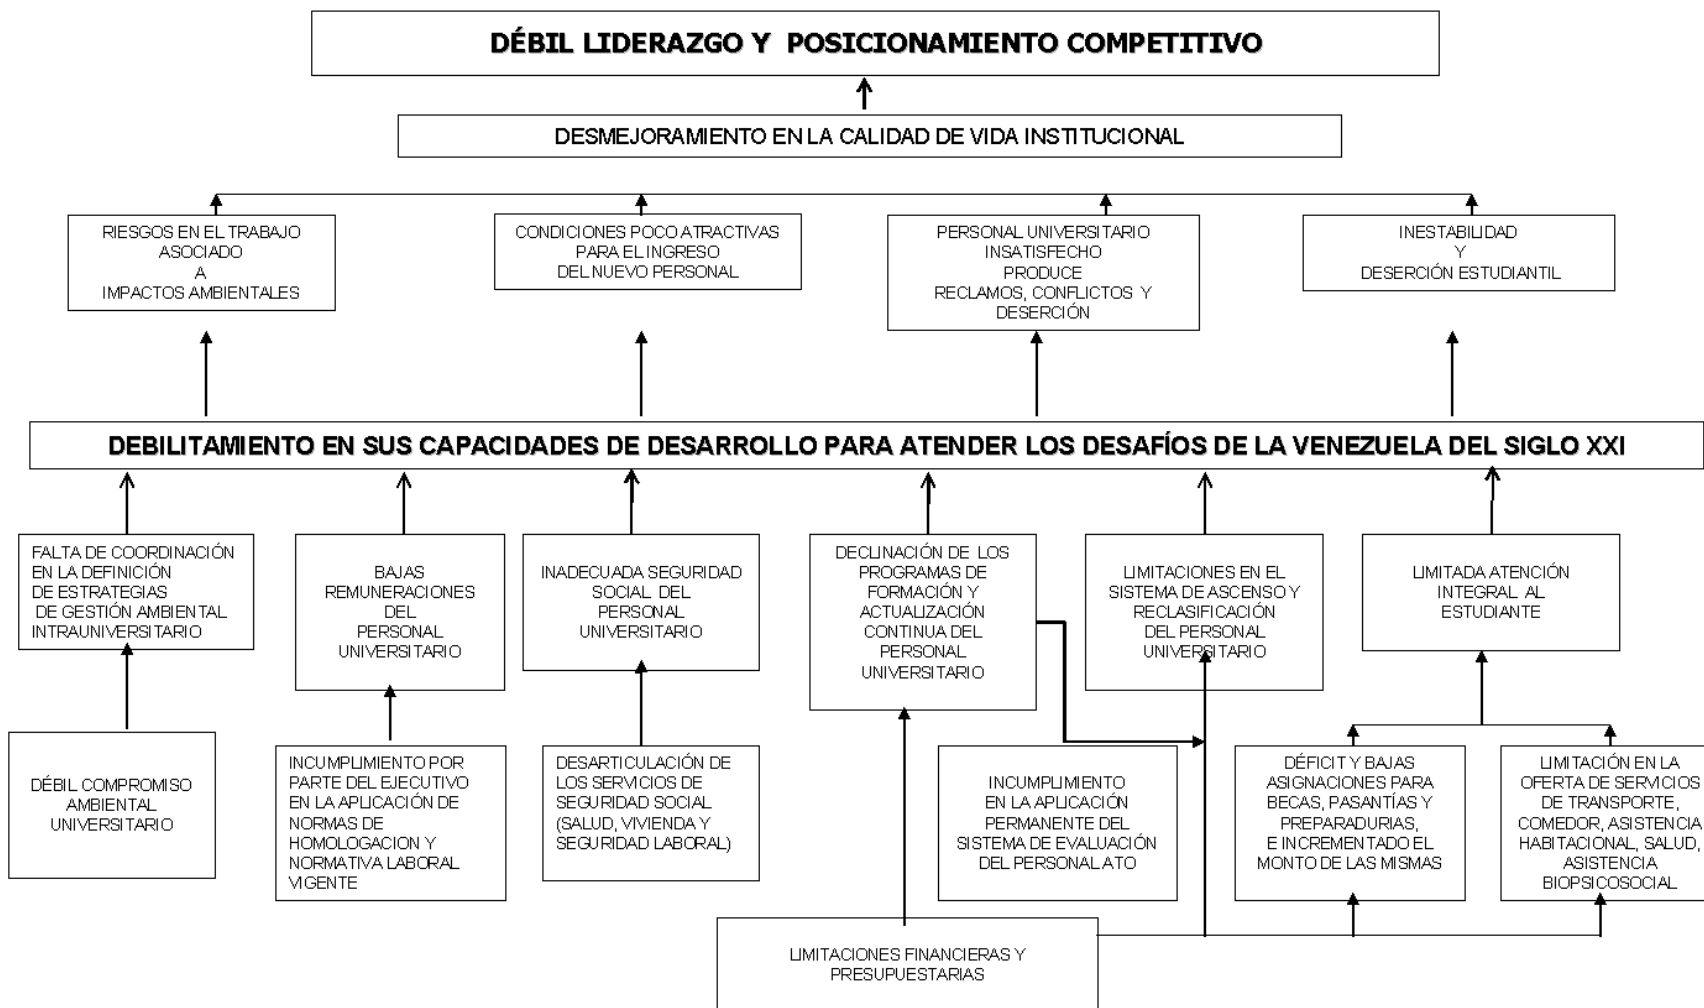 DÉBIL LIDERAZGO Y POSICIONAMIENTO COMPETITIVO
DESMEJORAMIENTO EN LA CALIDAD DE VIDA INSTITUCIONAL
RIESGOS EN EL TRABAJO
ASOCIADO
A
IMPACTOS AMBIENTALES
CONDICIONES POCO ATRACTIVAS
PARA EL INGRESO
DEL NUEVO PERSONAL
PERSONAL UNIVERSITARIO
INSATISFECHO
PRODUCE
RECLAMOS, CONFLICTOS Y
DESERCIÓN
INESTABILIDAD
Y
DESERCIÓN ESTUDIANTIL
DEBILITAMIENTO EN SUS CAPACIDADES DE DESARROLLO PARA ATENDER LOS DESAFÍOS DE LA VENEZUELA DEL SIGLO XXI
FALTA DE COORDINACIÓN
EN LA DEFINICIÓN
DE ESTRATEGIAS
DE GESTIÓN AMBIENTAL
INTRAUNIVERSITARIO
BAJAS
REMUNERACIONES
DEL
PERSONAL
UNIVERSITARIO
INADECUADA SEGURIDAD
SOCIAL DEL
PERSONAL
UNIVERSITARIO
DECLINACIÓN DE LOS
PROGRAMAS DE
FORMACIÓN Y
ACTUALIZACIÓN
CONTINUA DEL
PERSONAL
UNIVERSITARIO
LIMITACIONES EN EL
SISTEMA DE ASCENSO Y
RECLASIFICACIÓN
DEL PERSONAL
UNIVERSITARIO
LIMITADA ATENCIÓN
INTEGRAL AL
ESTUDIANTE
DÉBIL COMPROMISO
AMBIENTAL
UNIVERSITARIO
INCUMPLIMIENTO POR
PARTE DEL EJECUTIVO
EN LA APLICACIÓN DE
NORMAS DE
HOMOLOGACION Y
NORMATIVA LABORAL
VIGENTE
DESARTICULACIÓN DE
LOS SERVICIOS DE
SEGURIDAD SOCIAL
(SALUD, VIVIENDA Y
SEGURIDAD LABORAL)
INCUMPLIMIENTO
EN LA APLICACIÓN
PERMANENTE DEL
SISTEMA DE EVALUACIÓN
DEL PERSONAL ATO
DÉFICIT Y BAJAS
ASIGNACIONES PARA
BECAS, PASANTÍAS Y
PREPARADURIAS,
E INCREMENTADO EL
MONTO DE LAS MISMAS
LIMITACIÓN EN LA
OFERTA DE SERVICIOS
DE TRANSPORTE,
COMEDOR, ASISTENCIA
HABITACIONAL, SALUD,
ASISTENCIA
BIOPSICOSOCIAL
LIMITACIONES FINANCIERAS Y
PRESUPUESTARIAS